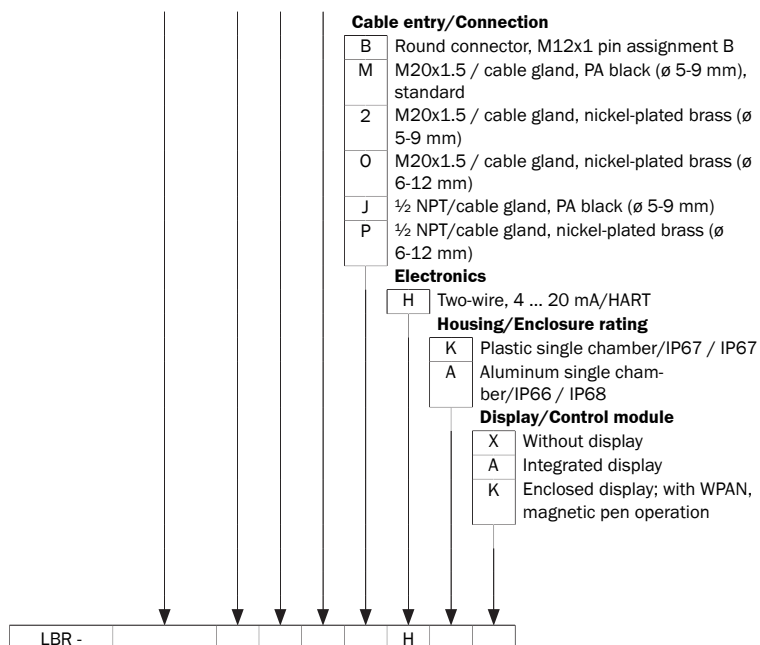 Cable entry/Connection
B Round connector, M12x1 pin assignment B
M M20x1.5 / cable gland, PA black (ø 5-9 mm),
standard
2 M20x1.5 / cable gland, nickel-plated brass (ø
5-9 mm)
O M20x1.5 / cable gland, nickel-plated brass (ø
6-12 mm)
J ½ NPT/cable gland, PA black (ø 5-9 mm)
P ½ NPT/cable gland, nickel-plated brass (ø
6-12 mm)
Electronics
H Two-wire, 4 ... 20 mA/HART
Housing/Enclosure rating
K Plastic single chamber/IP67 / IP67
A Aluminum single cham-
ber/IP66 / IP68
Display/Control module
X Without display
A Integrated display
K Enclosed display; with WPAN,
magnetic pen operation
LBR - H